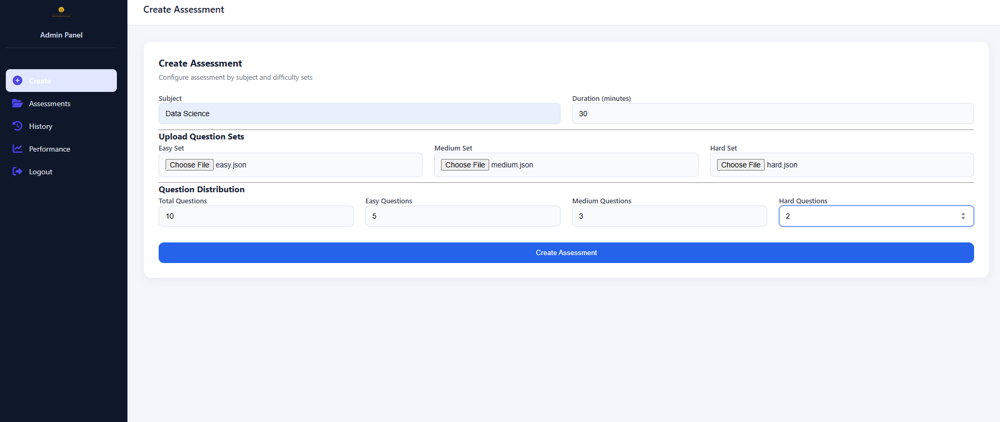 Create Assessment
Admin Panel
Create
Assessments
History
Performance
Logout
Create Assessment
Configure assessment by subject and difficulty sets
Subject
Duration (minutes)
Data Science
30
Upload Question Sets
Easy Set
Medium Set
Hard Set
Choose File easy.json
Choose File medium.json
Choose File hard.json
Question Distribution
Total Questions
Easy Questions
Medium Questions
Hard Questions
10
5
3
2
Create Assessment